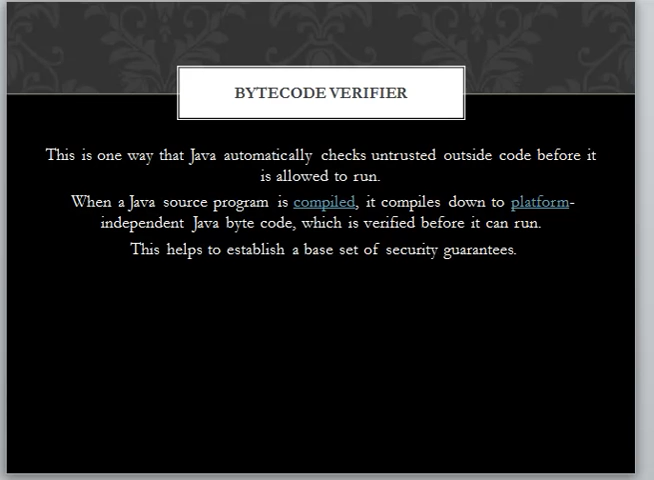 BYTECODE VERIFIER
This is one way that Java automatically checks untrusted outside code before it
is allowed to run.
When a Java source program is compiled, it compiles down to platform-
independent Java byte code, which is verified before it can run.
This helps to establish a base set of security guarantees.